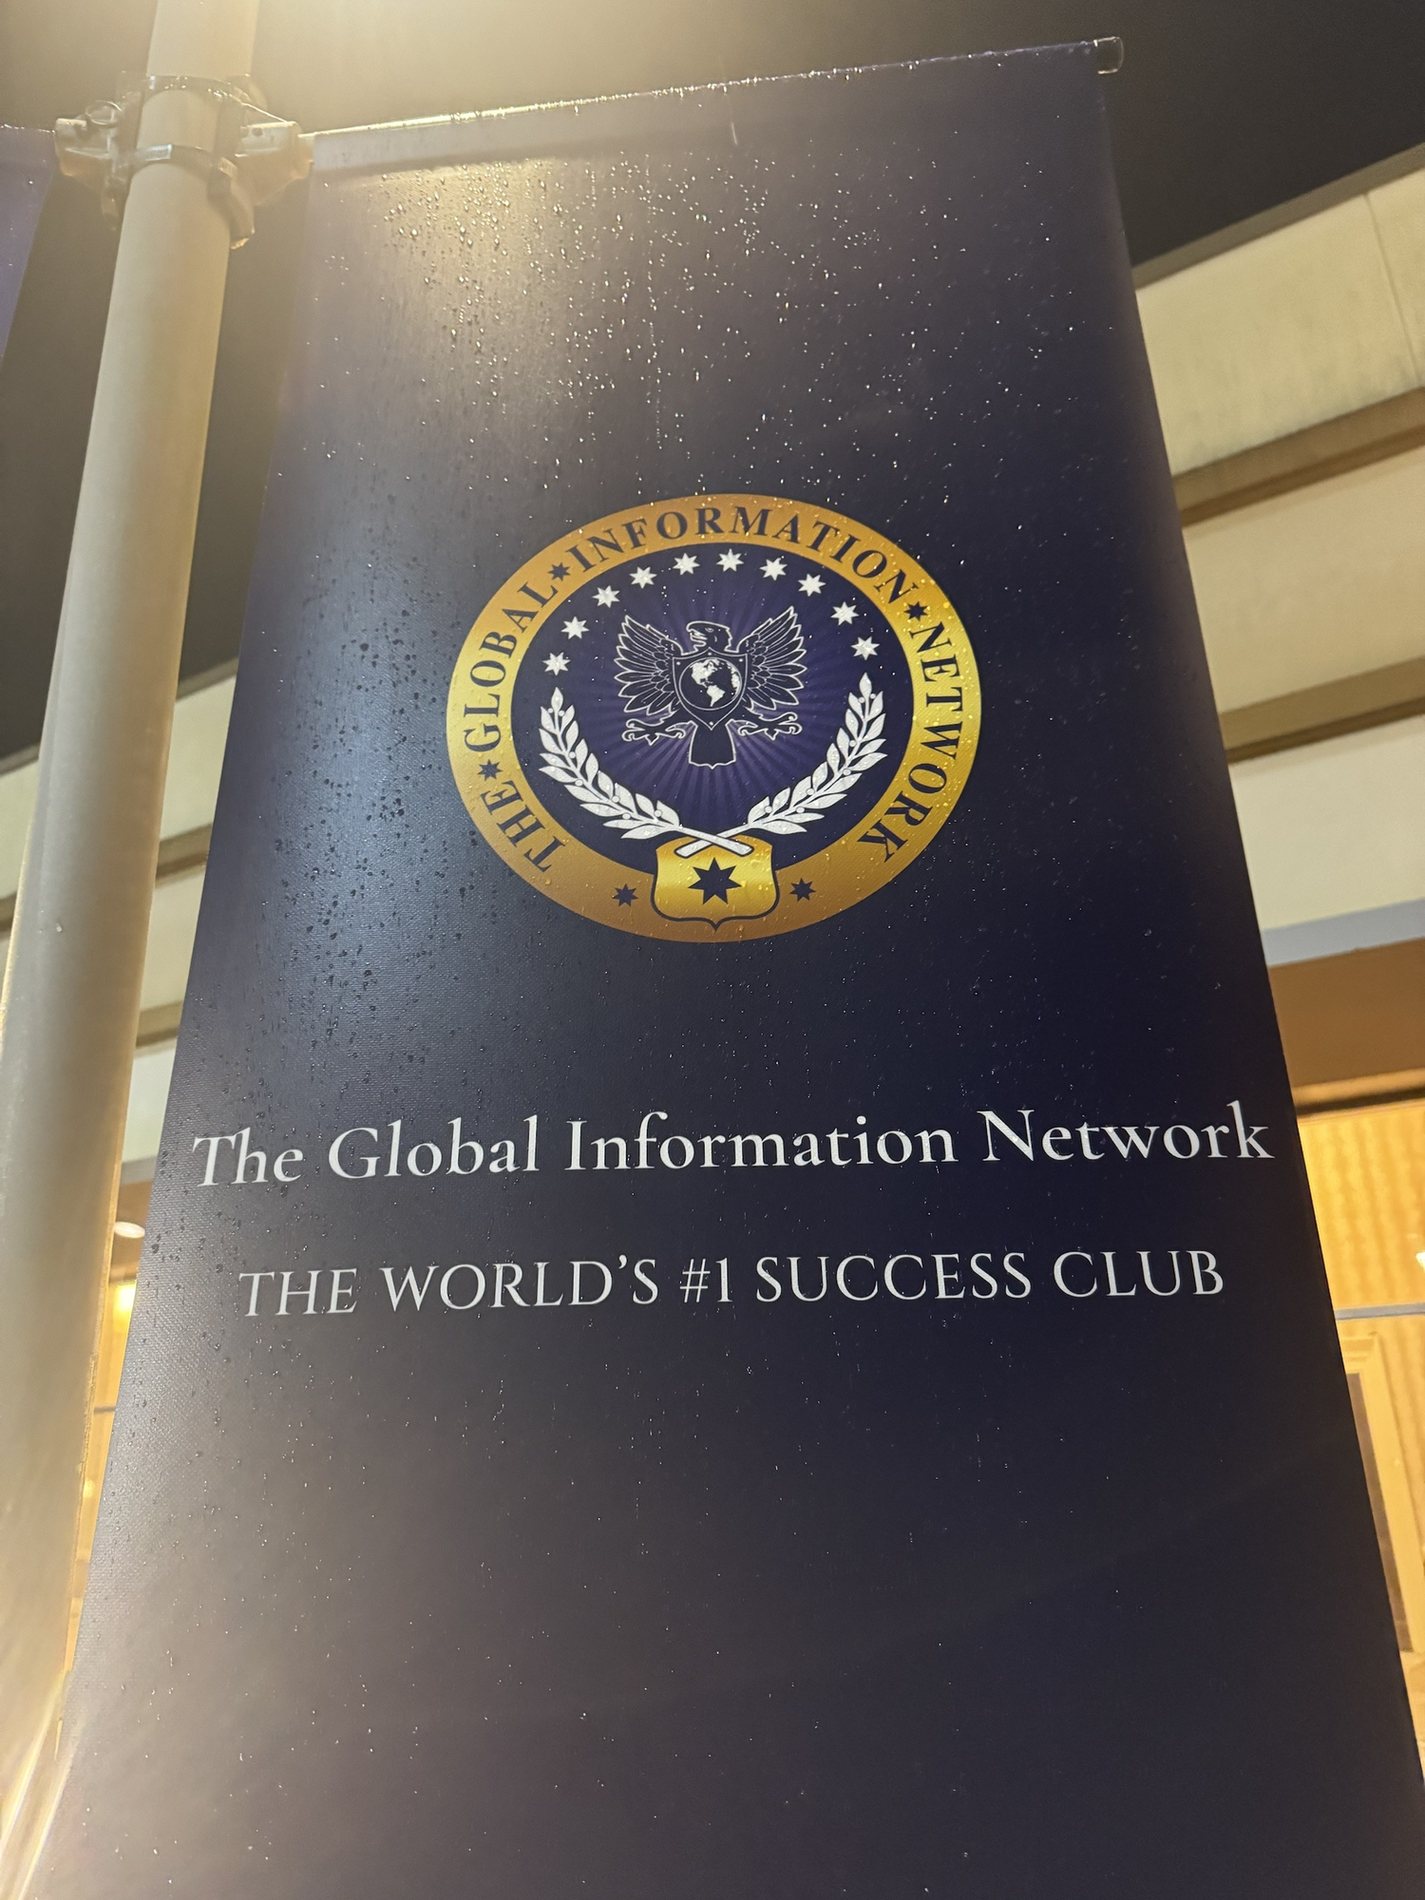 THE GLOBAL INFORMATION NETWORK
The Global Information Network
THE WORLD'S #1 SUCCESS CLUB